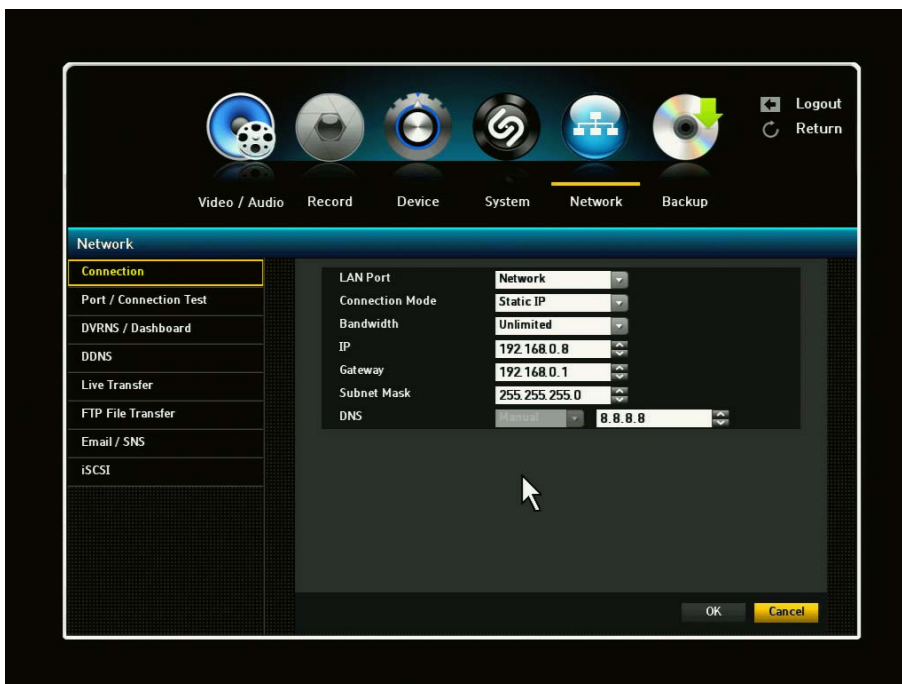 Logout
Return
Video / Audio Record Device System Network Backup
Network
Connection
Port / Connection Test
DVRNS / Dashboard
DDNS
Live Transfer
FTP File Transfer
Email / SNS
iSCSI
LAN Port Network
Connection Mode Static IP
Bandwidth Unlimited
IP 192.168.0.8
Gateway 192.168.0.1
Subnet Mask 255.255.255.0
DNS Manual 8.8.8.8
OK Cancel